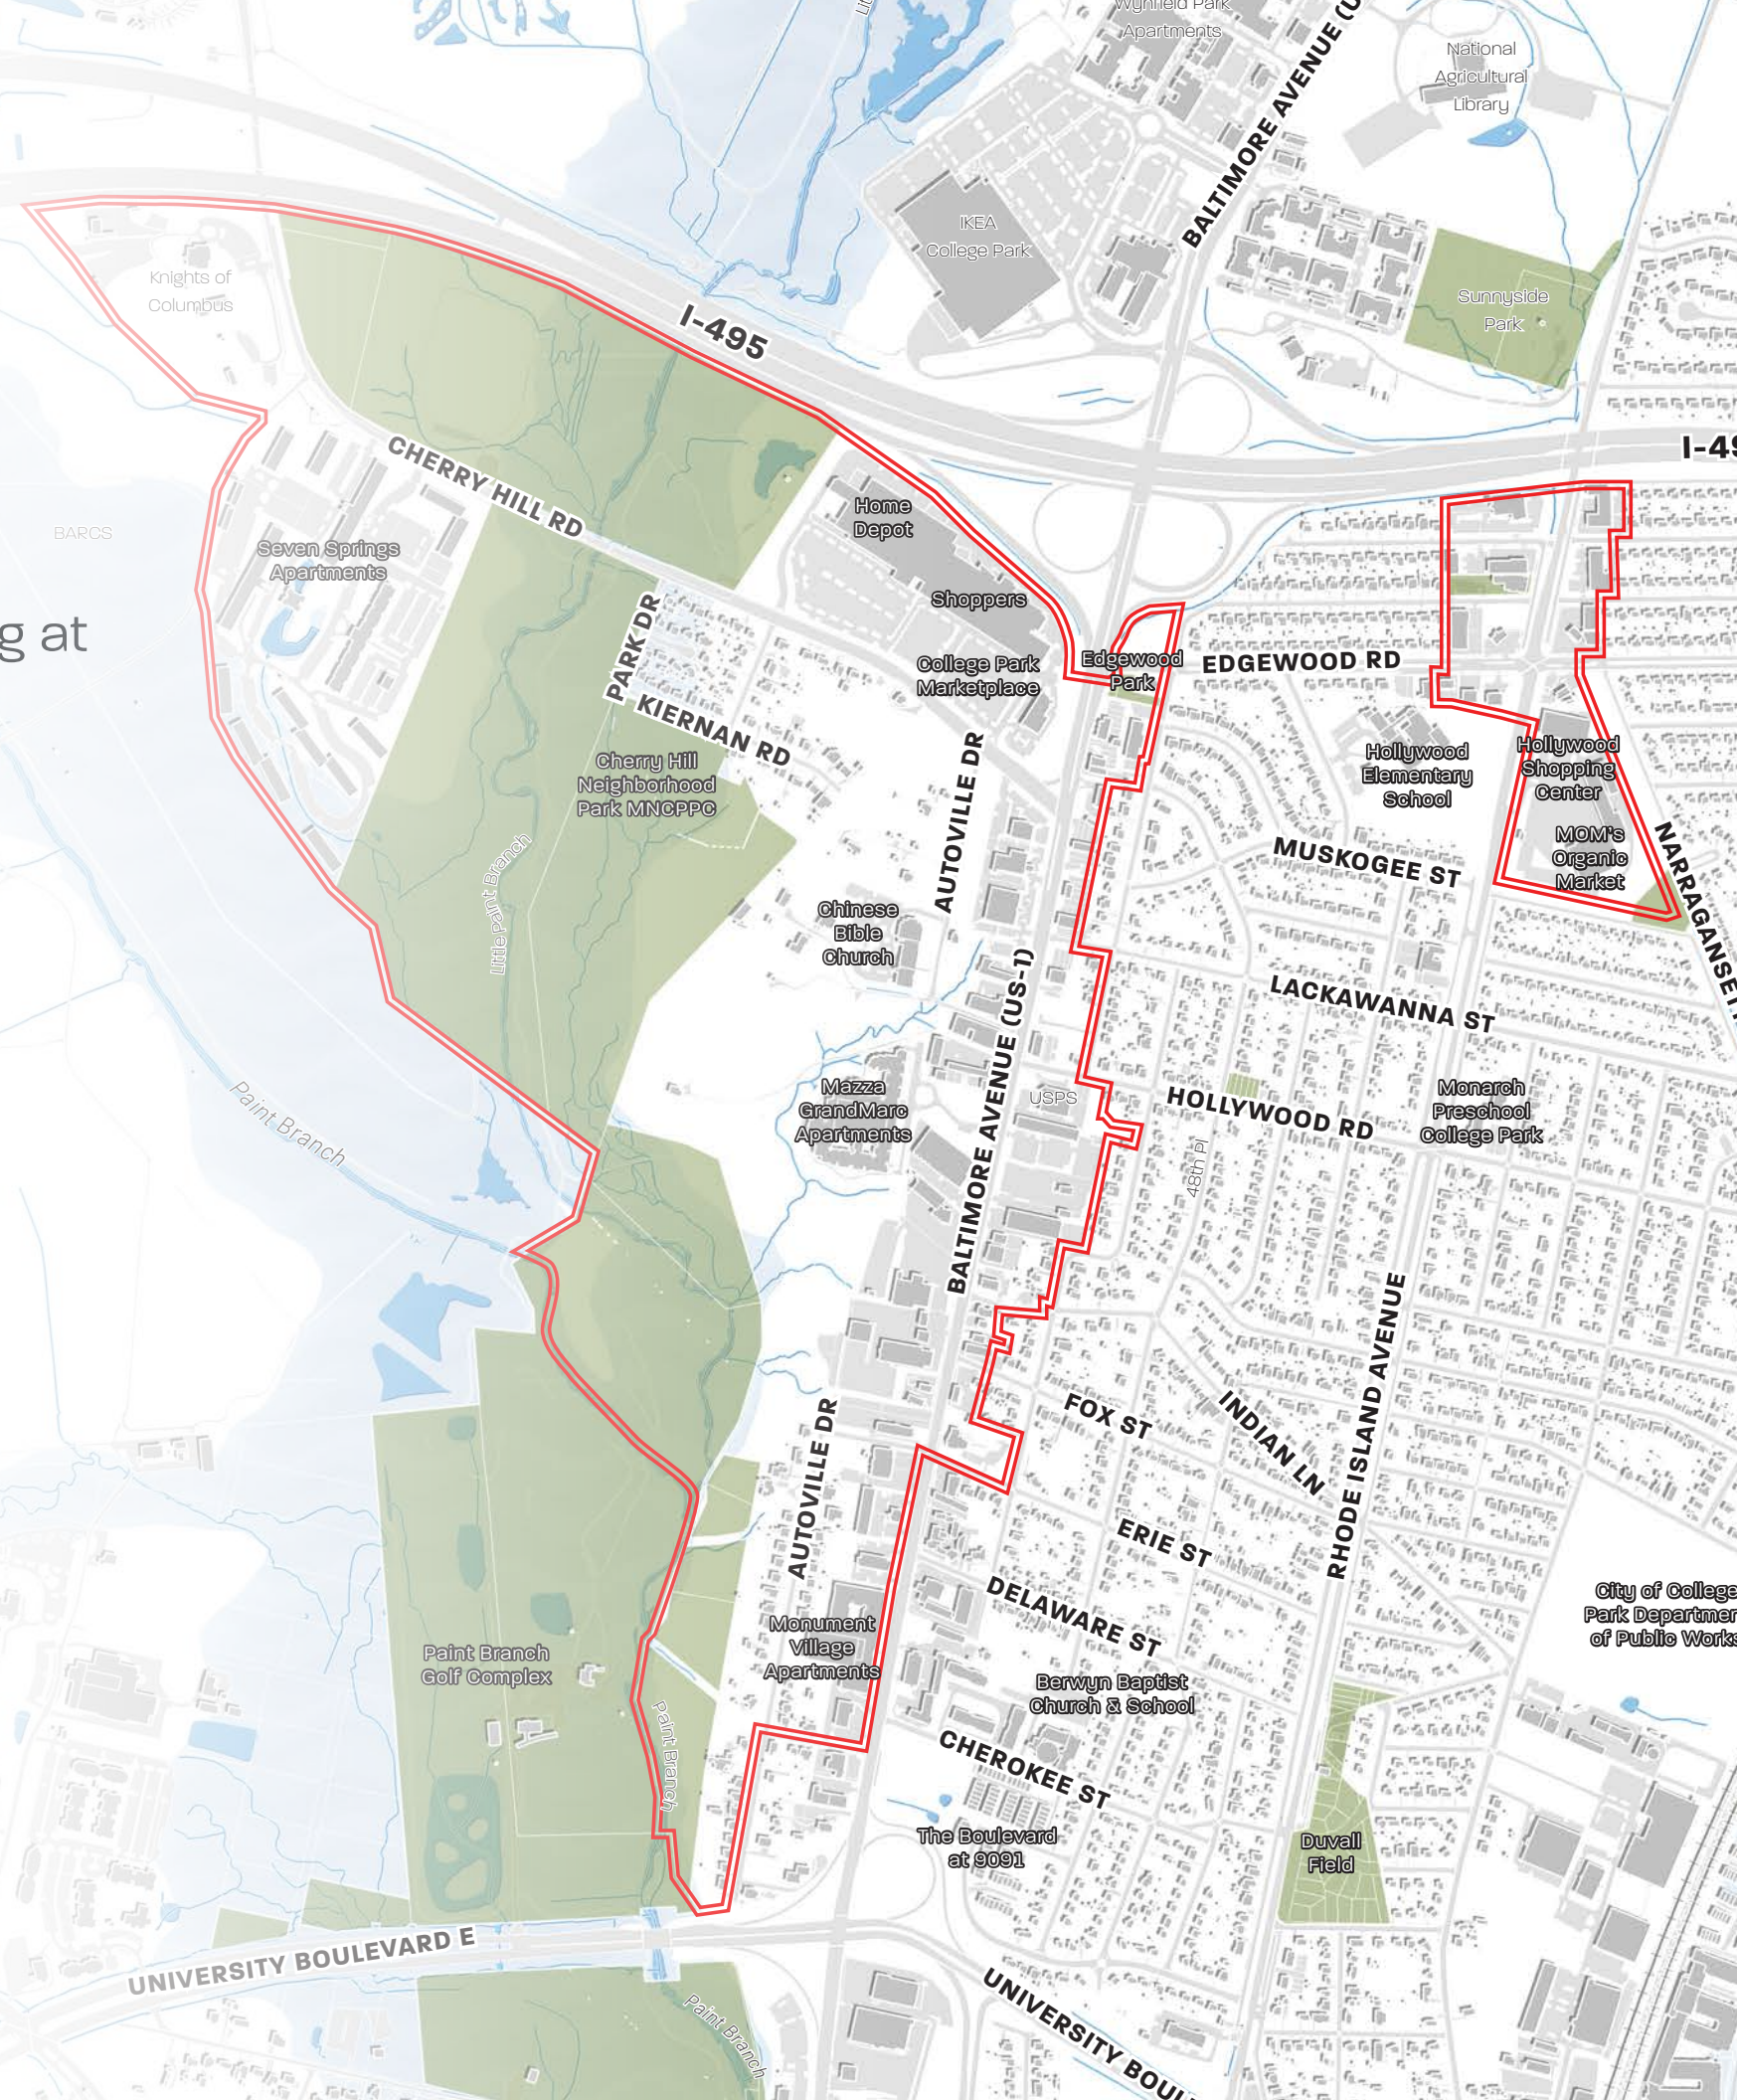 Wynfield Park
Apartments
BALTIMORE AVENUE (U
National
Agricultural
Library
Lit
IKEA
College Park
Sunnyside
Park
Knights of
Columbus
I-495
I-49
CHERRY HILL RD
Home
Depot
BARCS
Seven Springs
Apartments
Shoppers
g at
PARK DR
College Park
Marketplace
Edgewood
Park
EDGEWOOD RD
KIERNAN RD
Cherry Hill
Neighborhood
Park MNCPPC
AUTOVILLE DR
Hollywood
Elementary
School
Hollywood
Shopping
Center
MOM's
Organic
Market
NARRAGANSET
MUSKOGEE ST
Little Paint Branch
Chinese
Bible
Church
BALTIMORE AVENUE (US-1)
LACKAWANNA ST
Paint Branch
Mazza
GrandMarc
Apartments
USPS
HOLLYWOOD RD
Monarch
Preschool
College Park
48th Pl
RHODE ISLAND AVENUE
FOX ST
INDIAN LN
AUTOVILLE DR
ERIE ST
DELAWARE ST
City of College
Park Departmen
of Public Works
Monument
Village
Apartments
Paint Branch
Golf Complex
Berwyn Baptist
Church & School
Paint Branch
CHEROKEE ST
The Boulevard
at 9091
Duvall
Field
UNIVERSITY BOULEVARD E
UNIVERSITY BOUL
Paint Branch